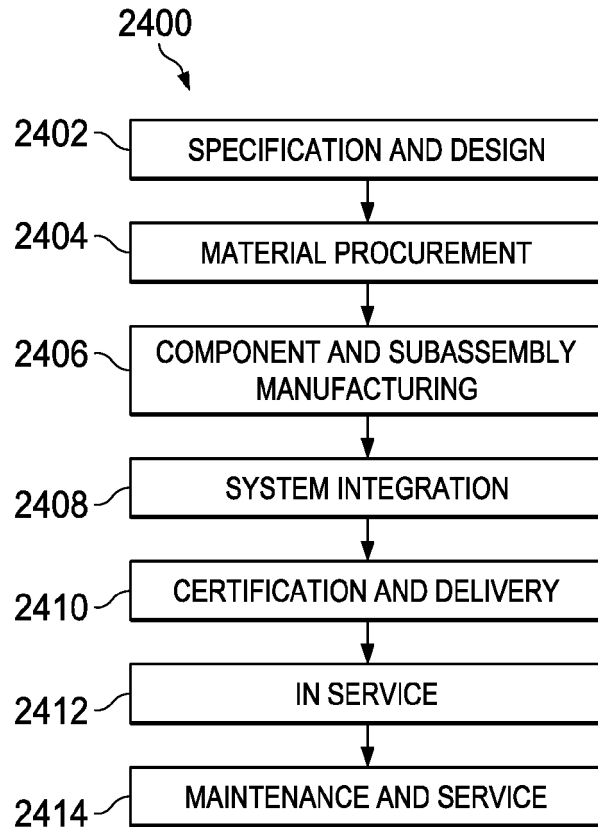 2400
2402
SPECIFICATION AND DESIGN
2404
MATERIAL PROCUREMENT
2406
COMPONENT AND SUBASSEMBLY
MANUFACTURING
2408
SYSTEM INTEGRATION
2410
CERTIFICATION AND DELIVERY
2412
IN SERVICE
2414
MAINTENANCE AND SERVICE